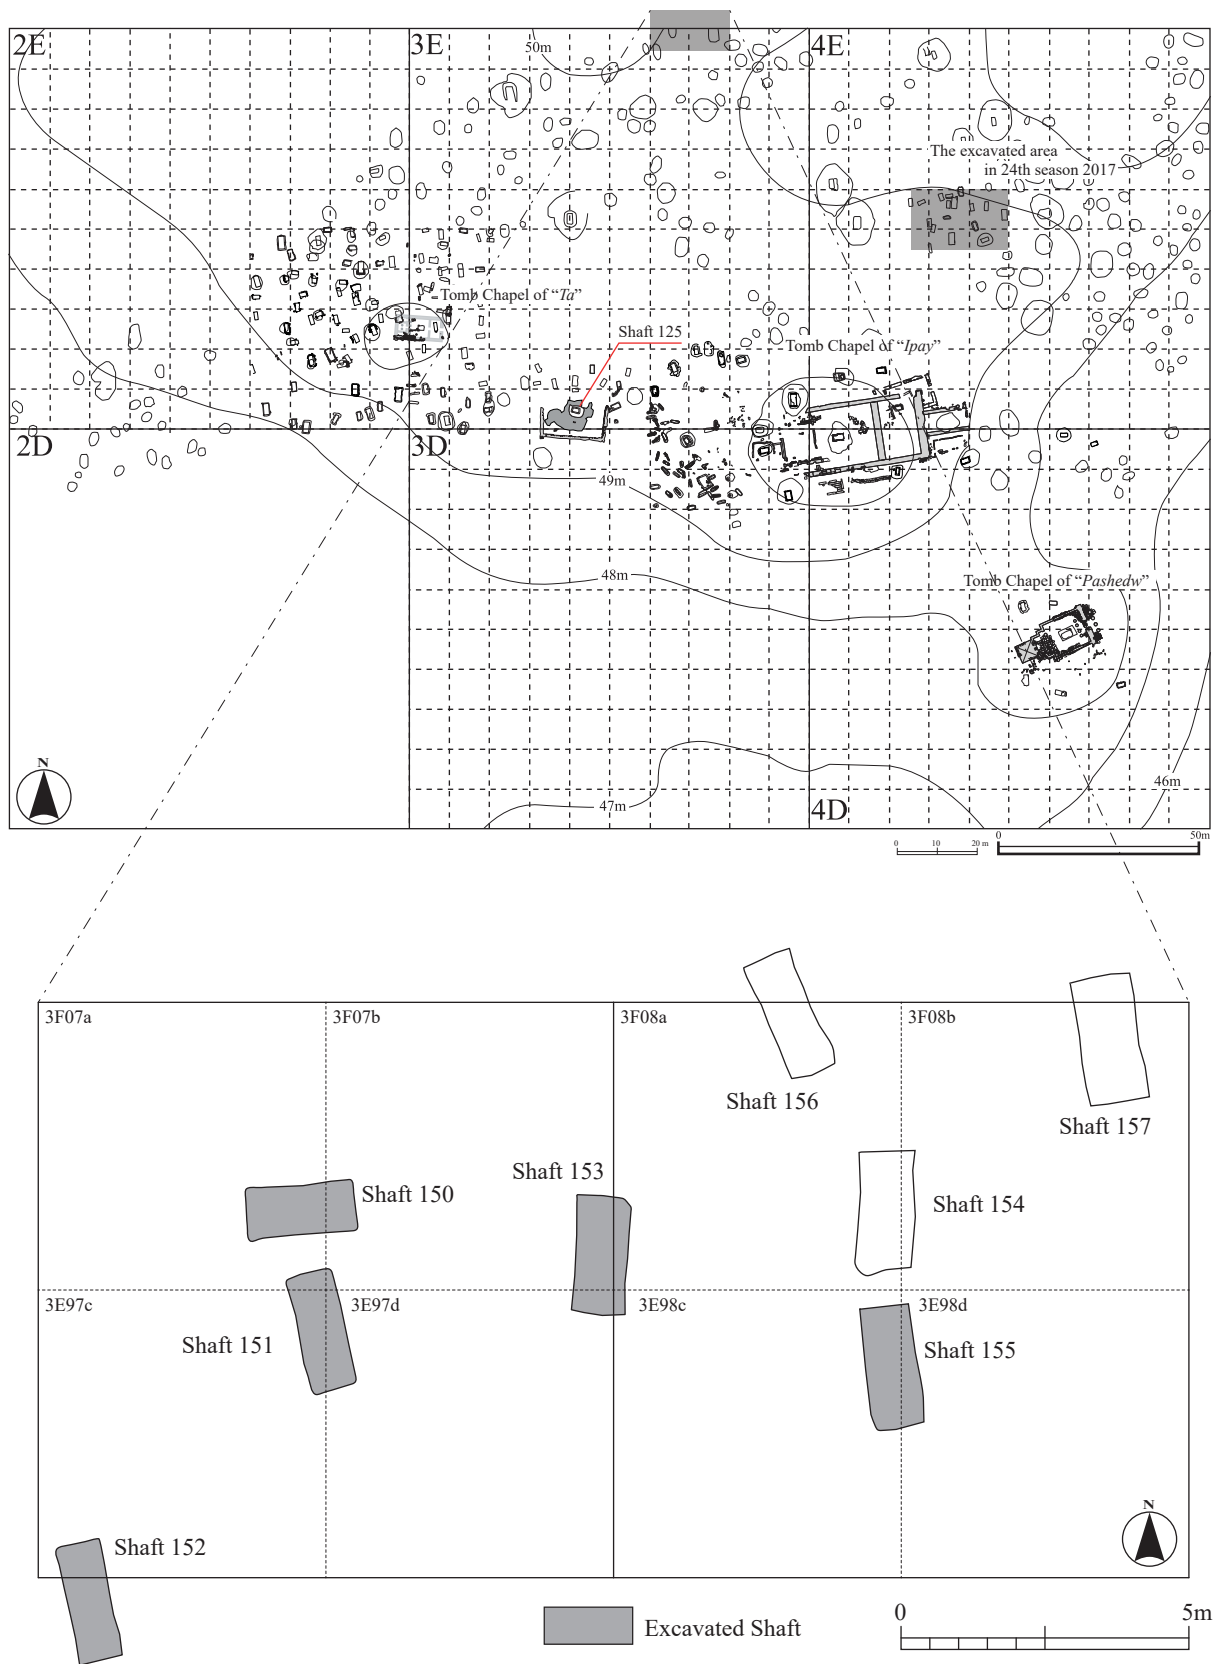 2E
3E
50m
4E
The excavated area
in 24th season 2017
Tomb Chapel of “Ta”
Shaft 125
Tomb Chapel of “Ipay”
2D
3D
49m
48m
Tomb Chapel of “Pashedw”
N
47m
4D
46m
0 10 20 m
0 50m
3F07a
3F07b
3F08a
3F08b
Shaft 156
Shaft 157
Shaft 153
Shaft 150
Shaft 154
3E97c
3E97d
3E98c
3E98d
Shaft 151
Shaft 155
N
Shaft 152
0 5m
Excavated Shaft